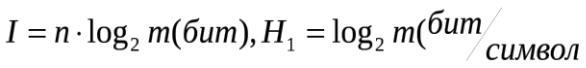 I = n · log₂ m(бит), H₁ = log₂ m(бит/символ